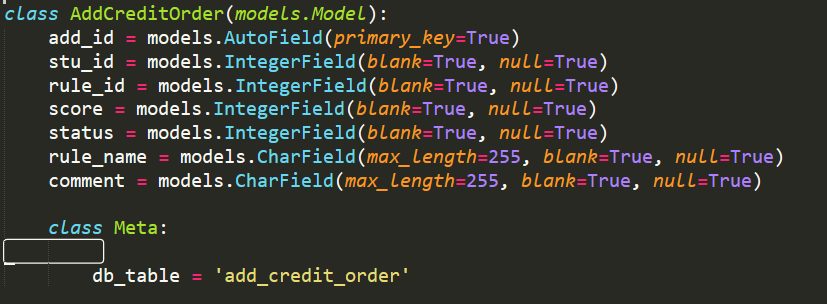 class AddCreditOrder(models.Model):
    add_id = models.AutoField(primary_key=True)
    stu_id = models.IntegerField(blank=True, null=True)
    rule_id = models.IntegerField(blank=True, null=True)
    score = models.IntegerField(blank=True, null=True)
    status = models.IntegerField(blank=True, null=True)
    rule_name = models.CharField(max_length=255, blank=True, null=True)
    comment = models.CharField(max_length=255, blank=True, null=True)
    class Meta:
        db_table = 'add_credit_order'